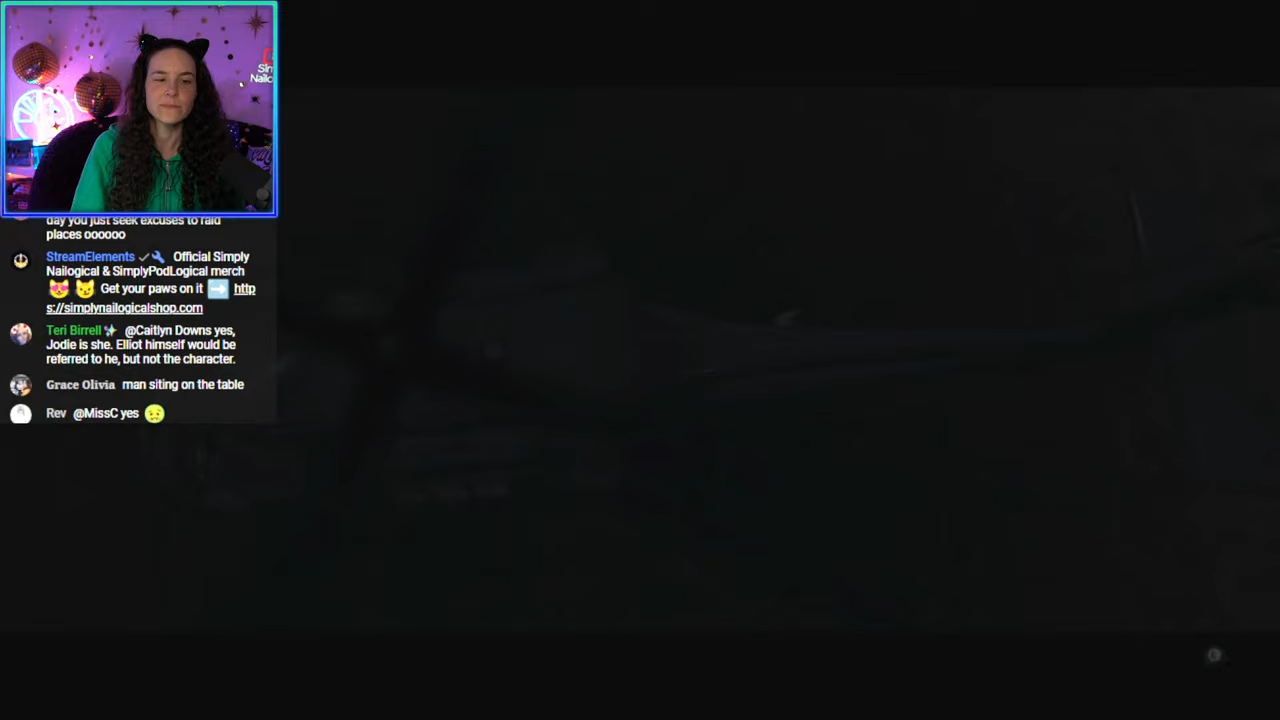 Nailo
day you just seek excuses to raid
places oooooo
StreamElements Official Simply
Nailogical & SimplyPodLogical merch
Get your paws on it http
s://simplynailogicalshop.com
Teri Birrell @Caitlyn Downs yes,
Jodie is she. Elliot himself would be
referred to he, but not the character.
Grace Olivia man siting on the table
Rev @MissC yes